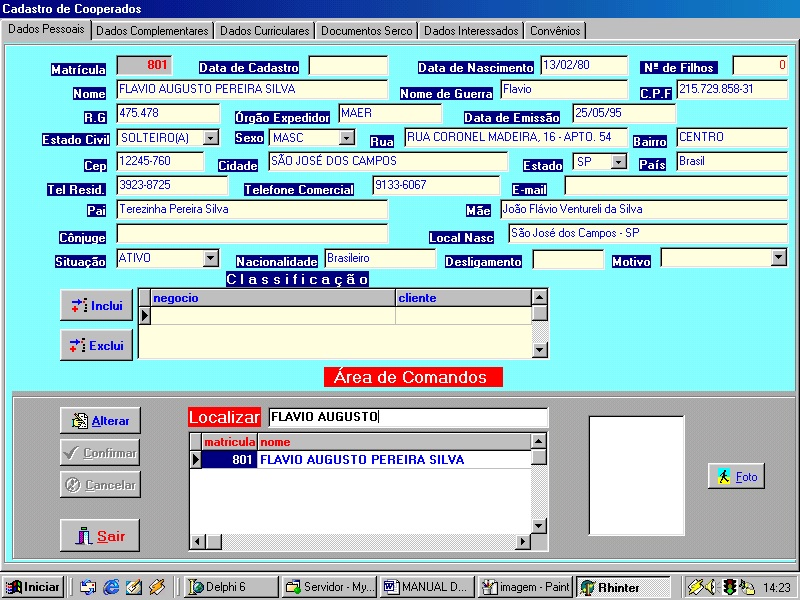 Cadastro de Cooperados
Dados Pessoais Dados Complementares Dados Curriculares Documentos Serco Dados Interessados Convênios
Matrícula 801 Data de Cadastro Data de Nascimento 13/02/80 Nº de Filhos 0
Nome FLAVIO AUGUSTO PEREIRA SILVA Nome de Guerra Flavio C.P.F 215.729.858-31
R.G 475.478 Órgão Expedidor MAER Data de Emissão 25/05/95
Estado Civil SOLTEIRO(A) Sexo MASC Rua RUA CORONEL MADEIRA, 16 - APTO. 54 Bairro CENTRO
Cep 12245-760 Cidade SÃO JOSÉ DOS CAMPOS Estado SP País Brasil
Tel Resid. 3923-8725 Telefone Comercial 9133-6067 E-mail
Pai Terezinha Pereira Silva Mãe João Flávio Ventureli da Silva
Cônjuge Local Nasc São José dos Campos - SP
Situação ATIVO Nacionalidade Brasileiro Desligamento Motivo
Classificação
Inclui negocio cliente
Exclui
Área de Comandos
Alterar Localizar FLAVIO AUGUSTO
matricula nome
Confirmar 801 FLAVIO AUGUSTO PEREIRA SILVA
Cancelar Foto
Sair
Iniciar Delphi 6 Servidor - My... MANUAL D... imagem - Paint Rhinter 14:23